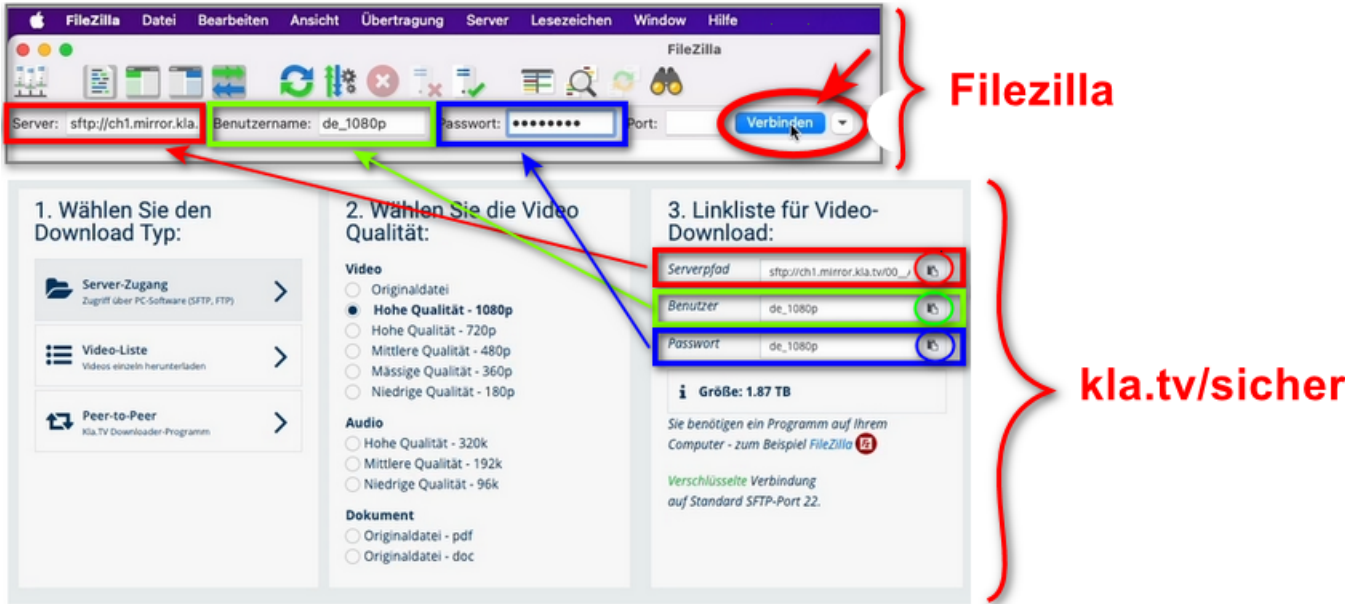 FileZilla Datei Bearbeiten Ansicht Übertragung Server Lesezeichen Window Hilfe
FileZilla
Filezilla
Server: sftp://ch1.mirror.kla. Benutzername: de_1080p Passwort: •••••••• Port: Verbinden
1. Wählen Sie den
Download Typ:
Server-Zugang
Zugriff über PC-Software (SFTP, FTP)
Video-Liste
Videos einzeln herunterladen
Peer-to-Peer
Kla.TV Downloader-Programm
2. Wählen Sie die Video
Qualität:
Video
Originaldatei
Hohe Qualität - 1080p
Hohe Qualität - 720p
Mittlere Qualität - 480p
Mässige Qualität - 360p
Niedrige Qualität - 180p
Audio
Hohe Qualität - 320k
Mittlere Qualität - 192k
Niedrige Qualität - 96k
Dokument
Originaldatei - pdf
Originaldatei - doc
3. Linkliste für Video-
Download:
Serverpfad sftp://ch1.mirror.kla.tv/00_/
Benutzer de_1080p
Passwort de_1080p
i Größe: 1.87 TB
Sie benötigen ein Programm auf Ihrem
Computer - zum Beispiel FileZilla Fz
Verschlüsselte Verbindung
auf Standard SFTP-Port 22.
kla.tv/sicher